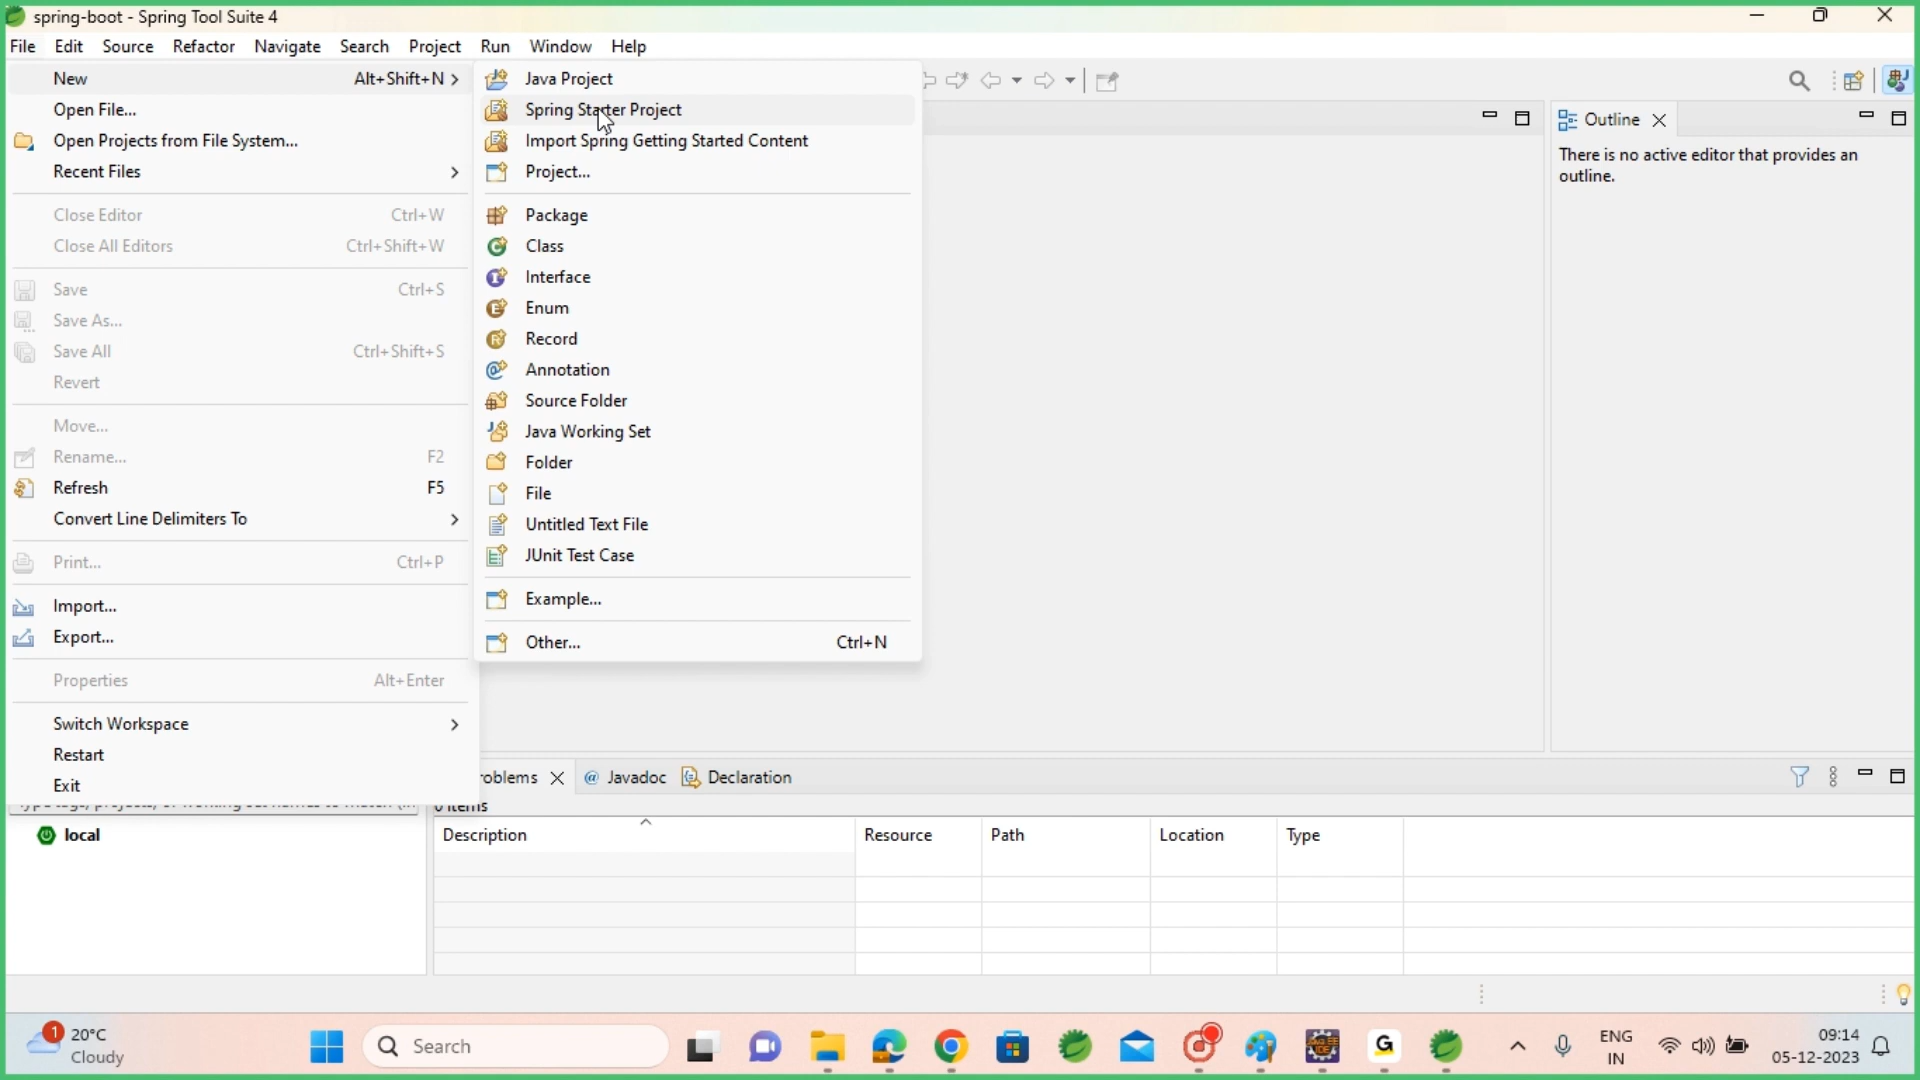 spring-boot - Spring Tool Suite 4
File Edit Source Refactor Navigate Search Project Run Window Help
New Alt+Shift+N
Open File...
Open Projects from File System...
Recent Files
Close Editor Ctrl+W
Close All Editors Ctrl+Shift+W
Save Ctrl+S
Save As...
Save All Ctrl+Shift+S
Revert
Move...
Rename... F2
Refresh F5
Convert Line Delimiters To
Print... Ctrl+P
Import...
Export...
Properties Alt+Enter
Switch Workspace
Restart
Exit
Java Project
Spring Starter Project
Import Spring Getting Started Content
Project...
Package
Class
Interface
Enum
Record
Annotation
Source Folder
Java Working Set
Folder
File
Untitled Text File
JUnit Test Case
Example...
Other... Ctrl+N
Outline
There is no active editor that provides an
outline.
roblems @ Javadoc Declaration
0 items
Description Resource Path Location Type
local
1 20°C
Cloudy
Search
G
ENG
IN
09:14
05-12-2023